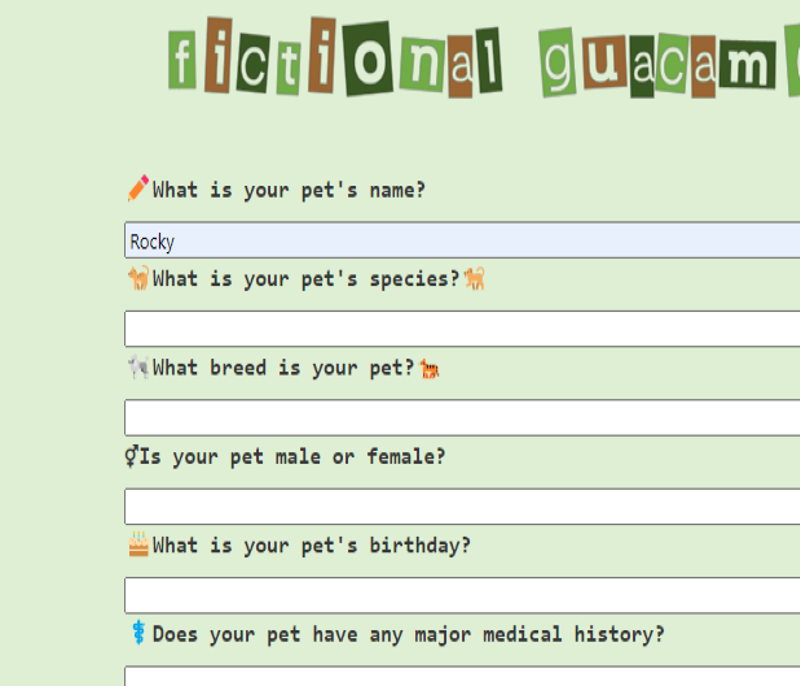 fictional guacam
What is your pet's name?
Rocky
What is your pet's species?
What breed is your pet?
Is your pet male or female?
What is your pet's birthday?
Does your pet have any major medical history?